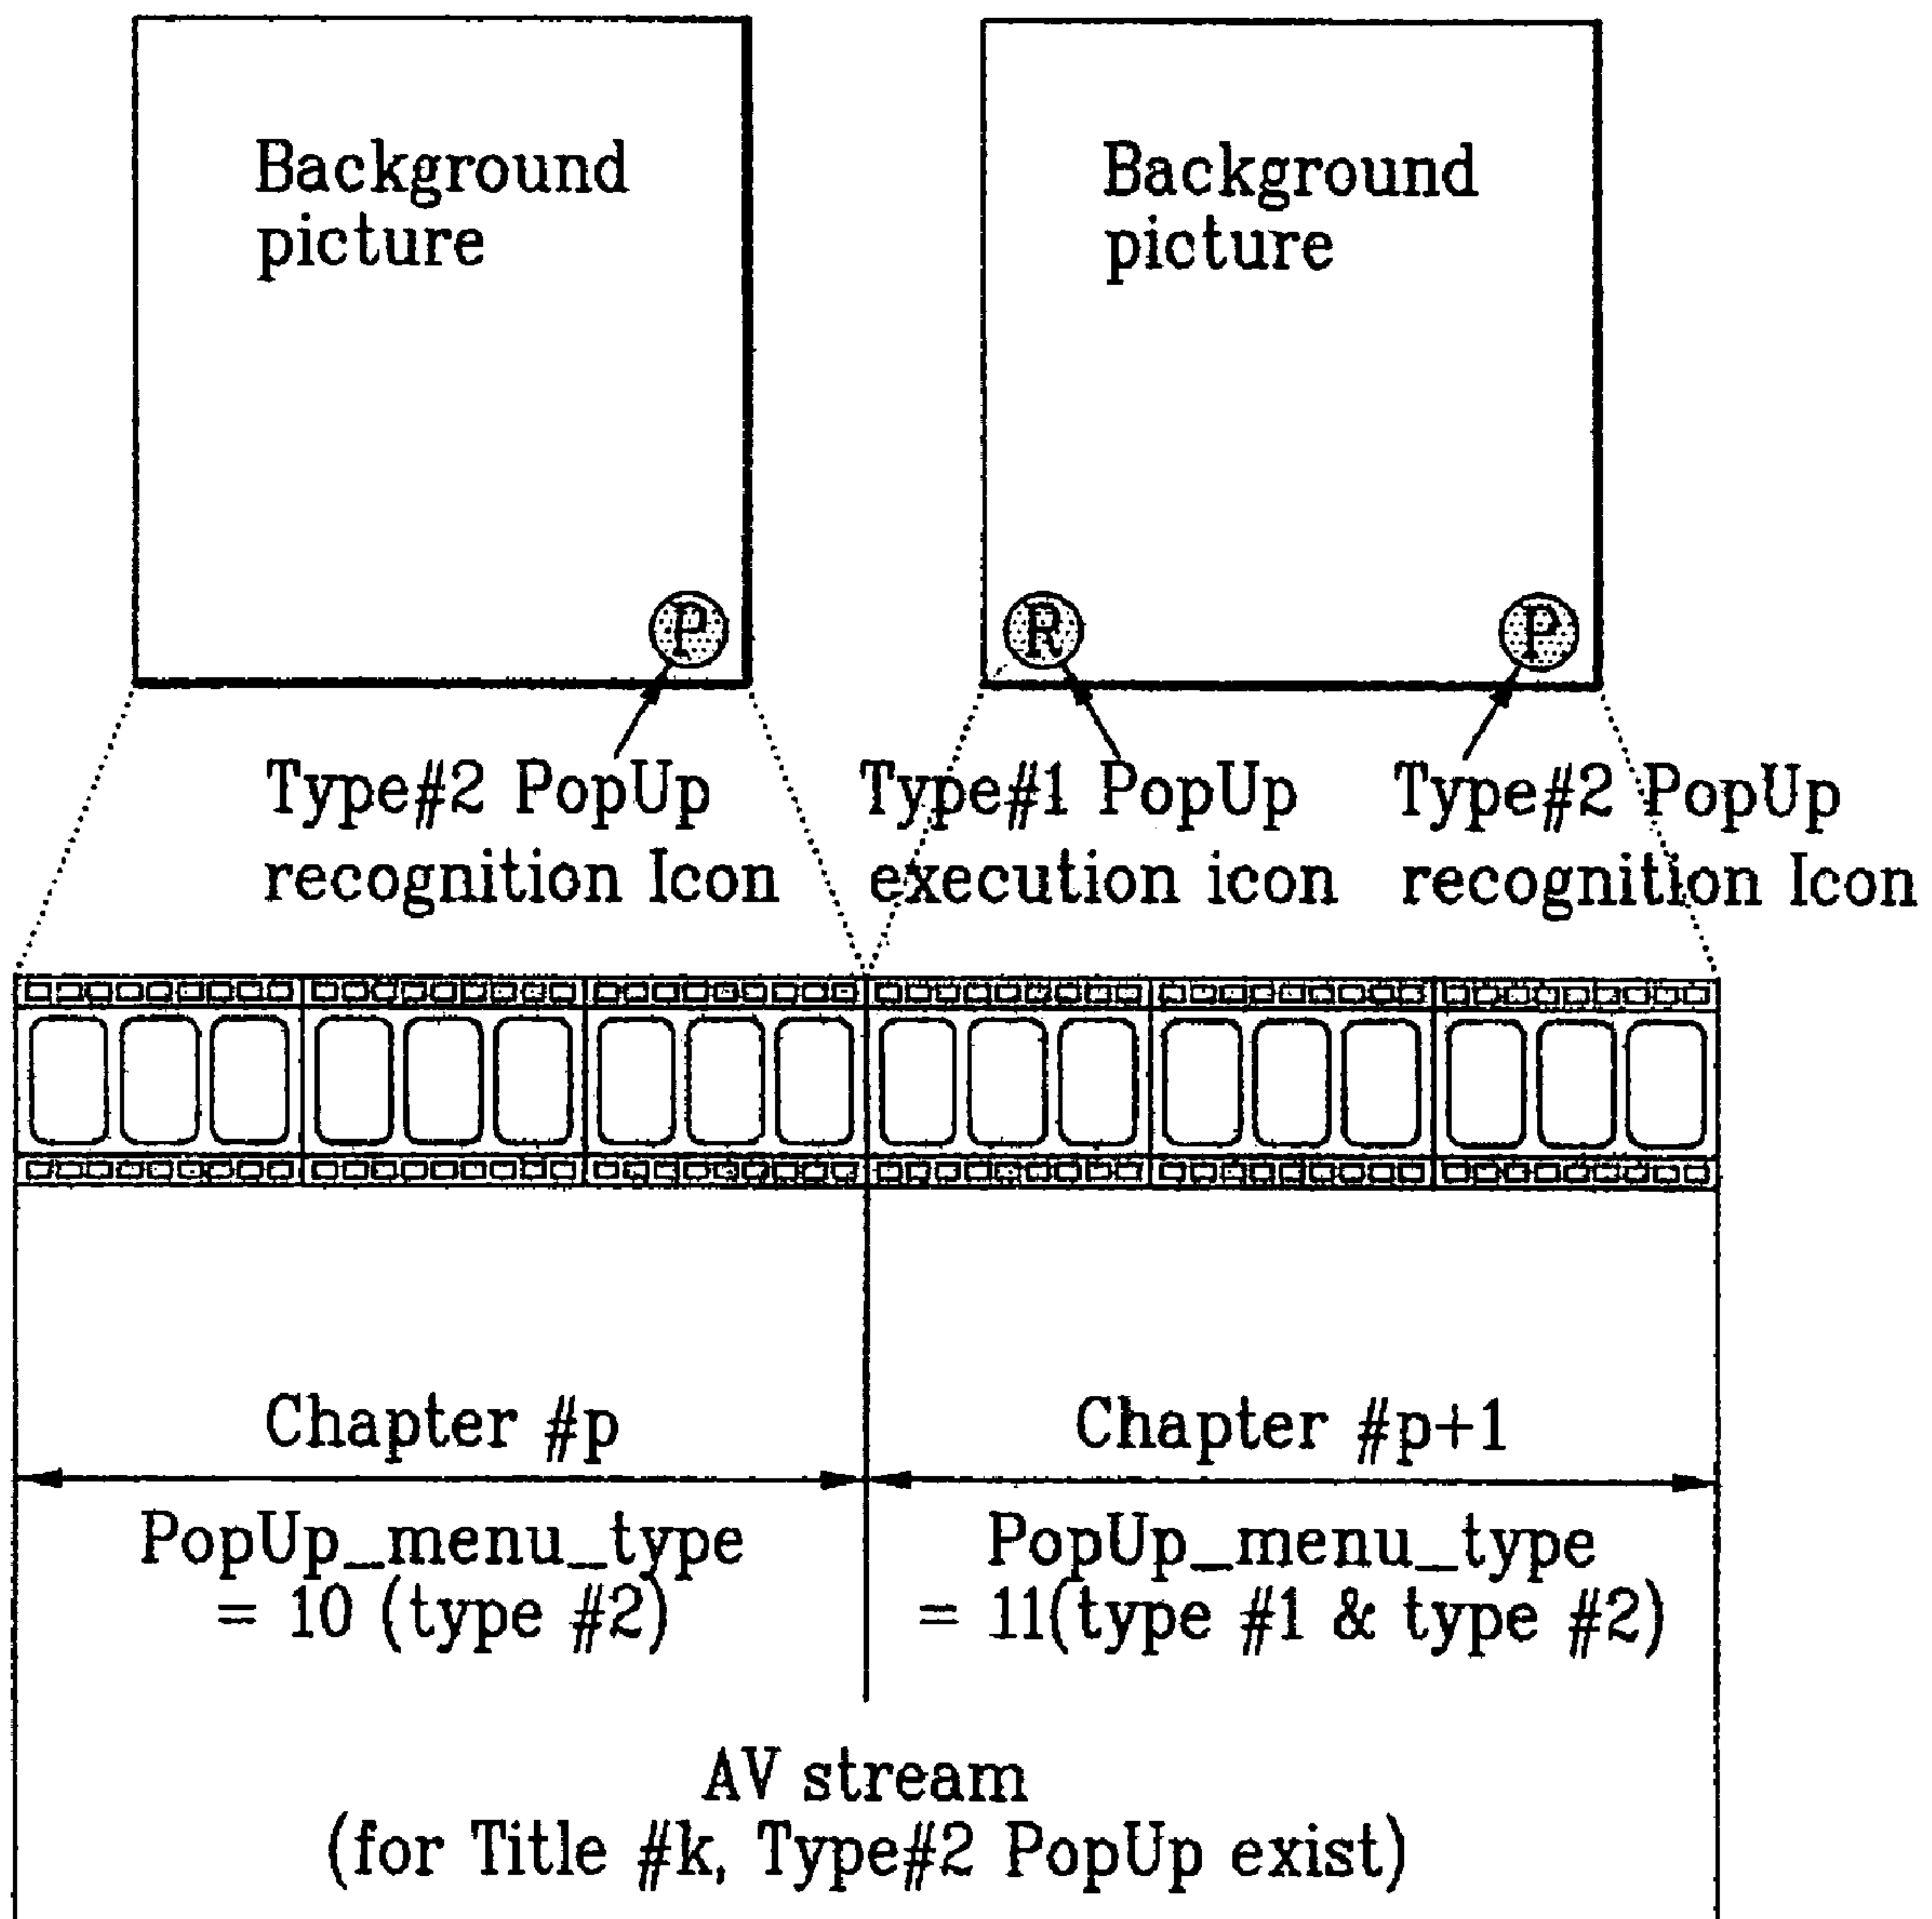 Background
picture
P
Type#2 PopUp
recognition Icon
Background
picture
R
P
Type#1 PopUp
execution icon
Type#2 PopUp
recognition Icon
Chapter #p
PopUp_menu_type
= 10 (type #2)
Chapter #p+1
PopUp_menu_type
= 11(type #1 & type #2)
AV stream
(for Title #k, Type#2 PopUp exist)